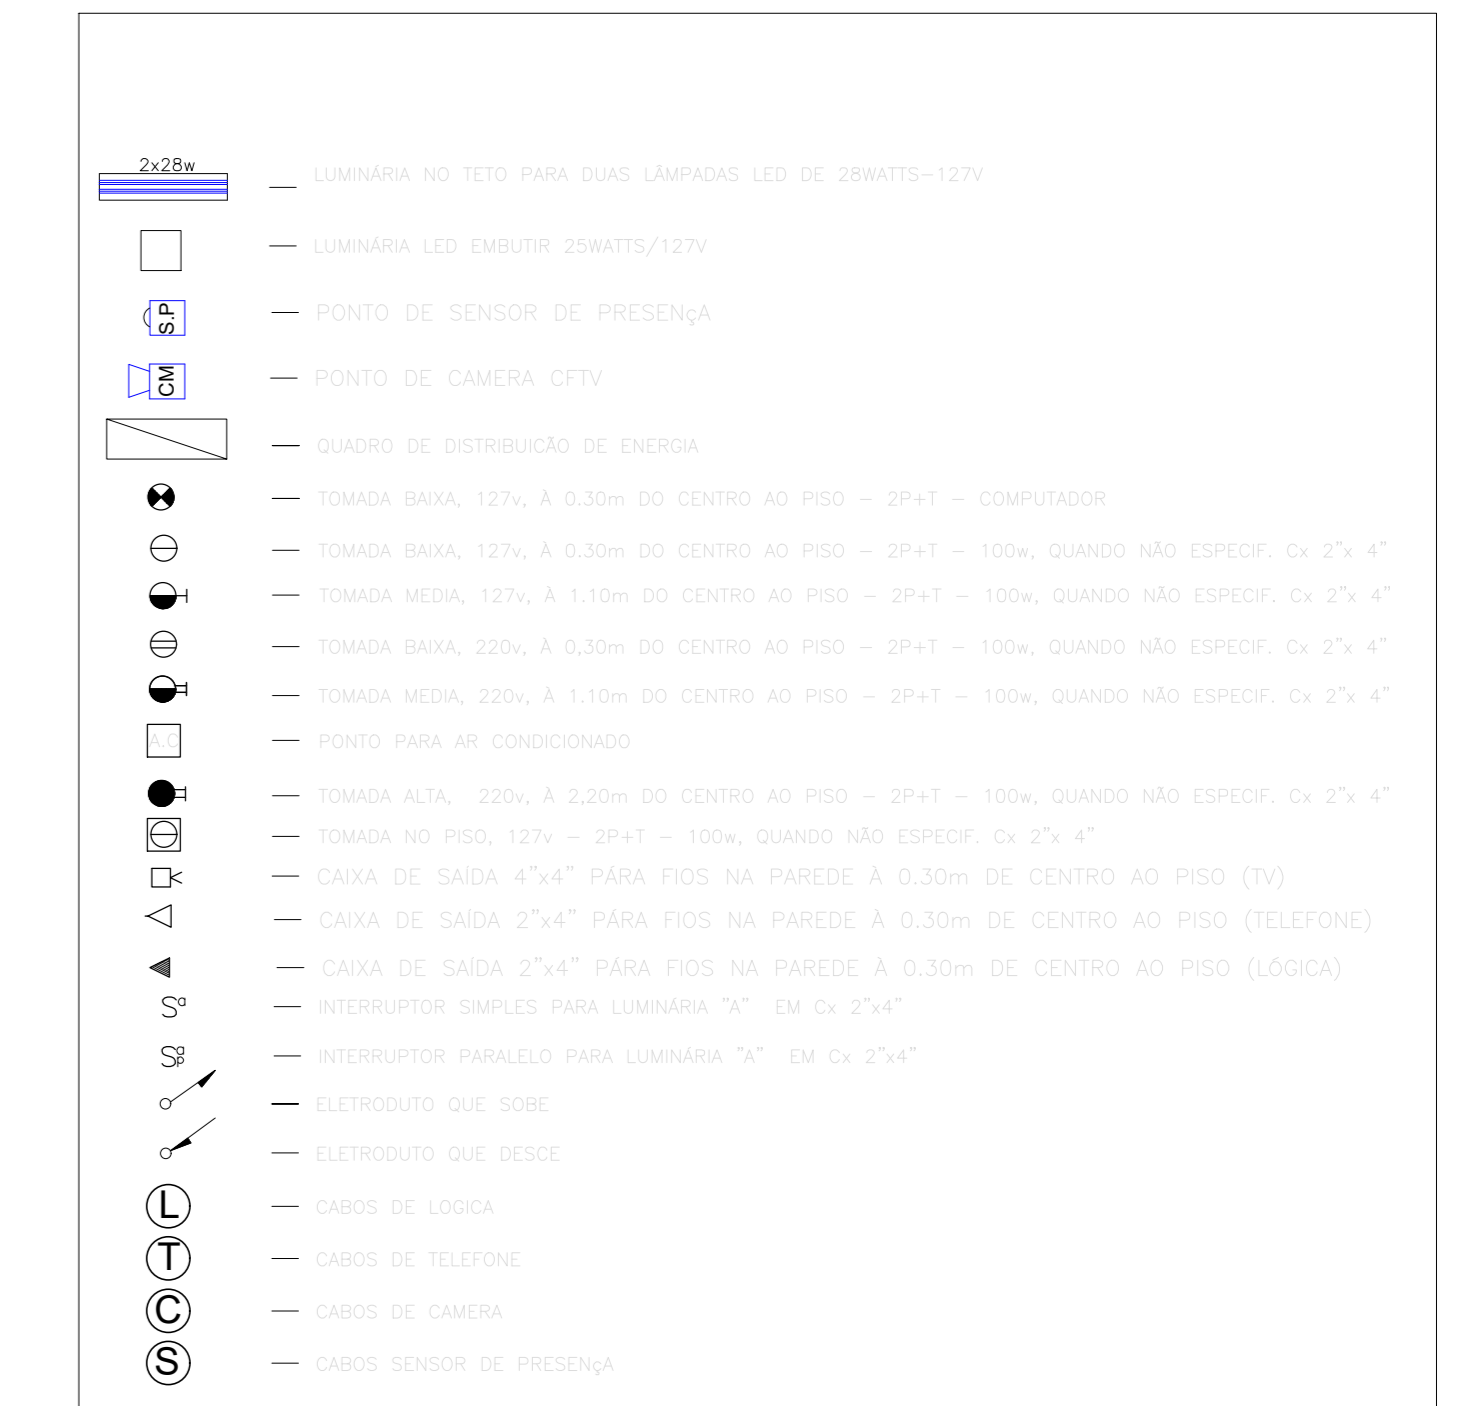 2x28w
LUMINÁRIA NO TETO PARA DUAS LÃMPADAS LED DE 28WATTS-127V
LUMINÁRIA LED EMBUTIR 25WATTS/127V
S.P PONTO DE SENSOR DE PRESENçA
CM PONTO DE CAMERA CFTV
QUADRO DE DISTRIBUICÃO DE ENERGIA
TOMADA BAIXA, 127v, À 0.30m DO CENTRO AO PISO - 2P+T - COMPUTADOR
TOMADA BAIXA, 127v, À 0.30m DO CENTRO AO PISO - 2P+T - 100w, QUANDO NÃO ESPECIF. Cx 2"x 4"
TOMADA MEDIA, 127v, À 1.10m DO CENTRO AO PISO - 2P+T - 100w, QUANDO NÃO ESPECIF. Cx 2"x 4"
TOMADA BAIXA, 220v, À 0,30m DO CENTRO AO PISO - 2P+T - 100w, QUANDO NÃO ESPECIF. Cx 2"x 4"
TOMADA MEDIA, 220v, À 1.10m DO CENTRO AO PISO - 2P+T - 100w, QUANDO NÃO ESPECIF. Cx 2"x 4"
A.C PONTO PARA AR CONDICIONADO
TOMADA ALTA, 220v, À 2,20m DO CENTRO AO PISO - 2P+T - 100w, QUANDO NÃO ESPECIF. Cx 2"x 4"
TOMADA NO PISO, 127v - 2P+T - 100w, QUANDO NÃO ESPECIF. Cx 2"x 4"
CAIXA DE SAÍDA 4"x4" PÁRA FIOS NA PAREDE À 0.30m DE CENTRO AO PISO (TV)
CAIXA DE SAÍDA 2"x4" PÁRA FIOS NA PAREDE À 0.30m DE CENTRO AO PISO (TELEFONE)
CAIXA DE SAÍDA 2"x4" PÁRA FIOS NA PAREDE À 0.30m DE CENTRO AO PISO (LÓGICA)
Sª INTERRUPTOR SIMPLES PARA LUMINÁRIA "A" EM Cx 2"x4"
Sªp INTERRUPTOR PARALELO PARA LUMINÁRIA "A" EM Cx 2"x4"
ELETRODUTO QUE SOBE
ELETRODUTO QUE DESCE
L CABOS DE LOGICA
T CABOS DE TELEFONE
C CABOS DE CAMERA
S CABOS SENSOR DE PRESENçA